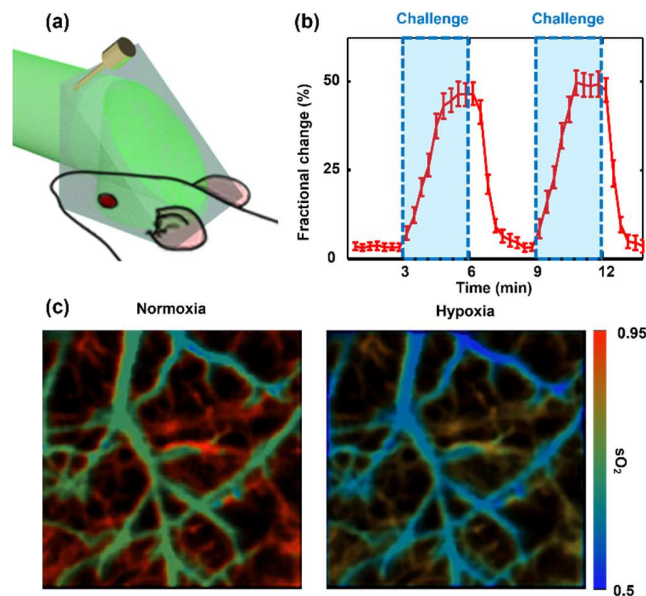 (a)
(b)
Challenge Challenge
Fractional change (%)
50
25
0
3 6 9 12
Time (min)
(c)
Normoxia Hypoxia
0.95
sO₂
0.5